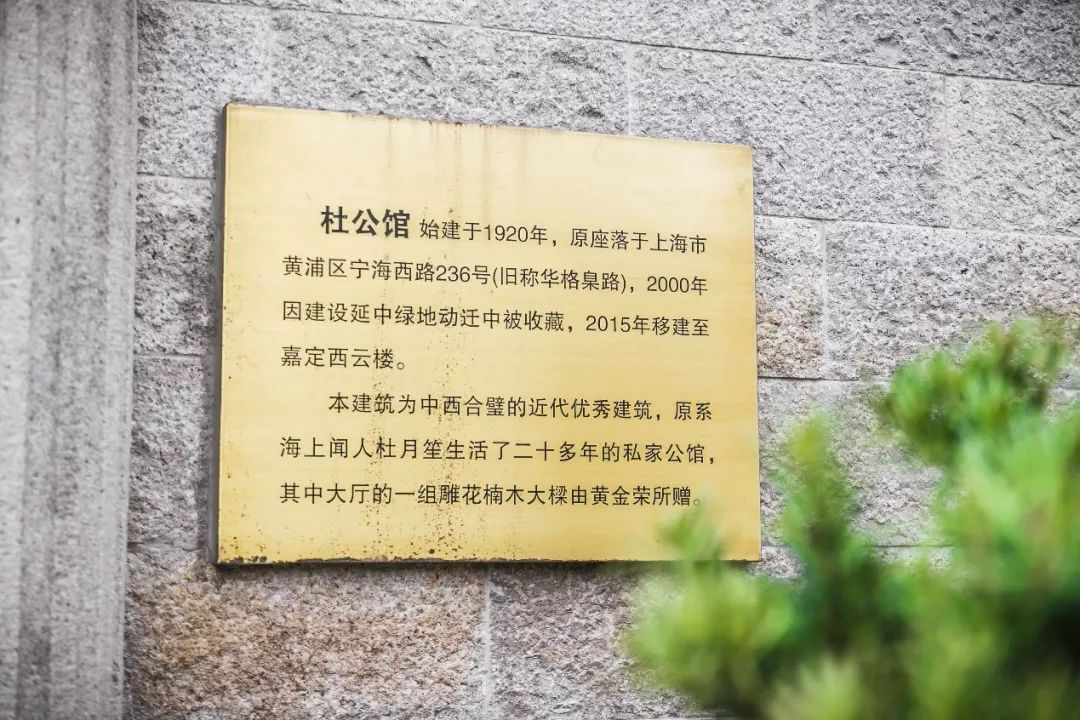 杜公馆 始建于1920年，原座落于上海市
黄浦区宁海西路236号(旧称华格臬路)，2000年
因建设延中绿地动迁中被收藏，2015年移建至
嘉定西云楼。
本建筑为中西合璧的近代优秀建筑，原系
海上闻人杜月笙生活了二十多年的私家公馆，
其中大厅的一组雕花楠木大樑由黄金荣所赠。